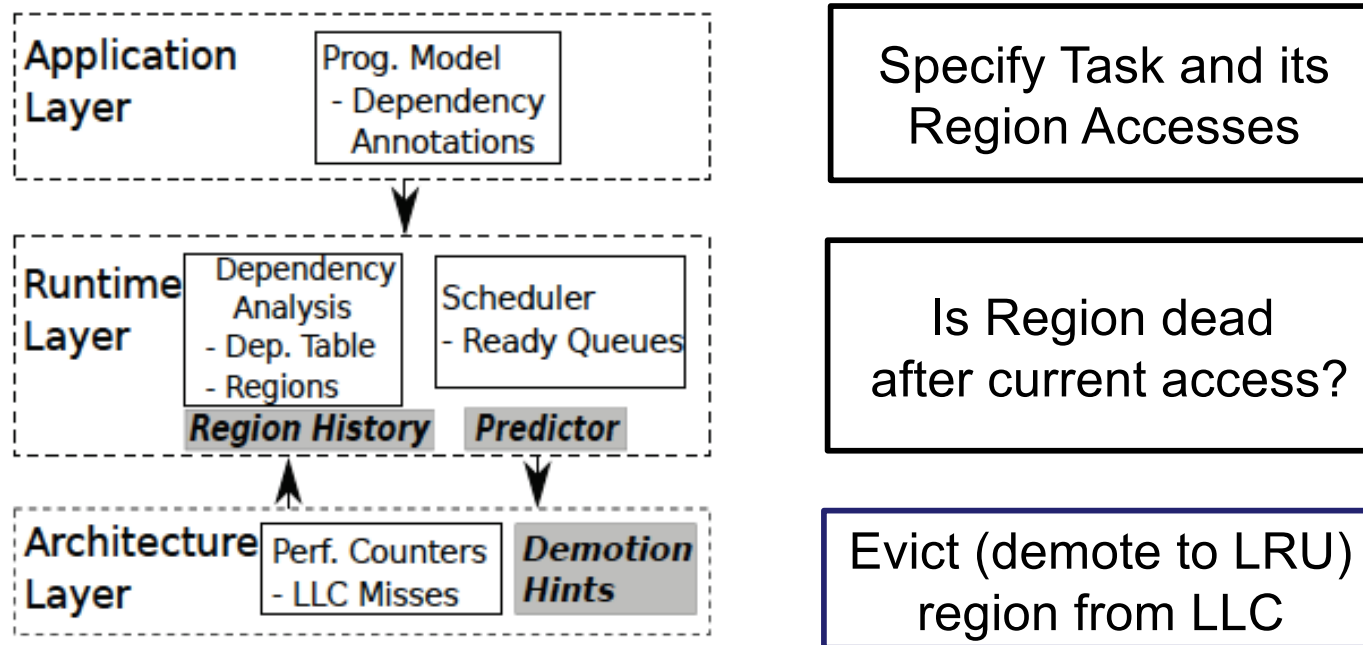 Application
Layer
Prog. Model
- Dependency
Annotations
Specify Task and its
Region Accesses
Runtime
Layer
Dependency
Analysis
- Dep. Table
- Regions
Region History
Scheduler
- Ready Queues
Predictor
Is Region dead
after current access?
Architecture
Layer
Perf. Counters
- LLC Misses
Demotion
Hints
Evict (demote to LRU)
region from LLC